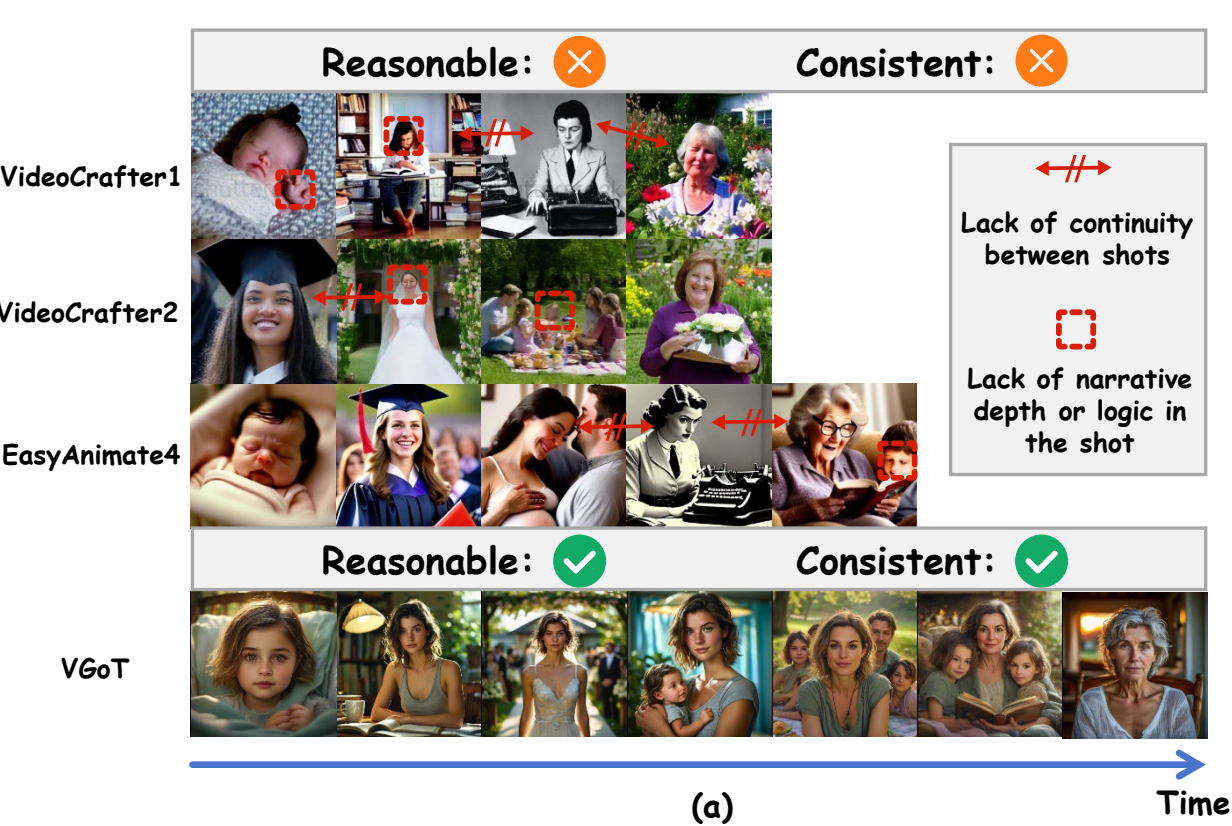 Reasonable: Consistent:
VideoCrafter1
VideoCrafter2
EasyAnimate4
Lack of continuity
between shots
Lack of narrative
depth or logic in
the shot
Reasonable: Consistent:
VGoT
Time
(a)